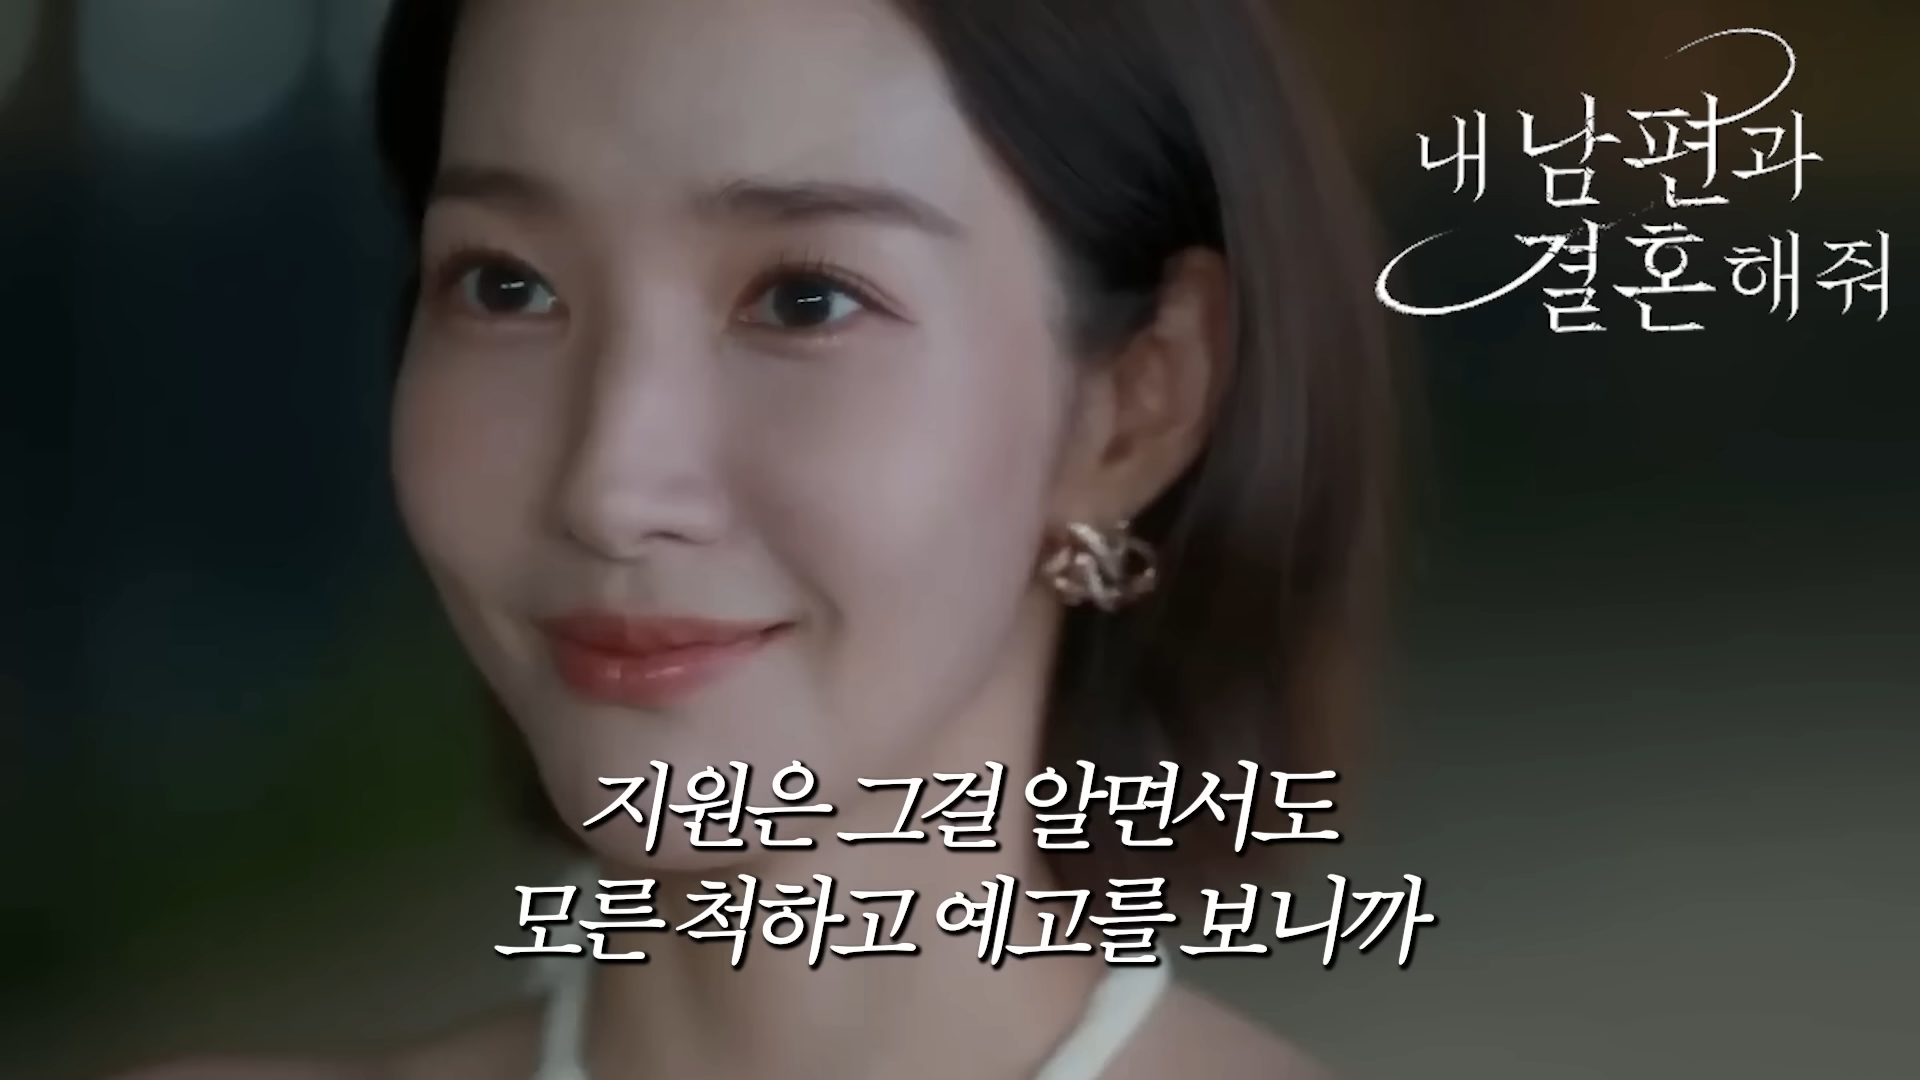 내 남편과
결혼해줘
지원은 그걸 알면서도
모른 척하고 예고를 보니까